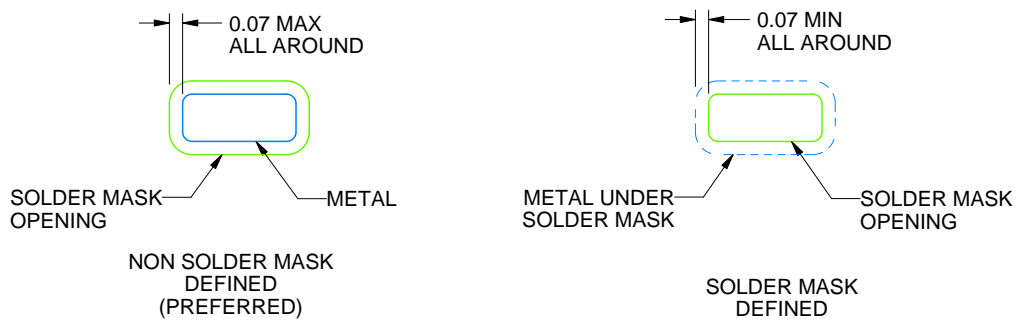 0.07 MAX
ALL AROUND
SOLDER MASK
OPENING
METAL
NON SOLDER MASK
DEFINED
(PREFERRED)
0.07 MIN
ALL AROUND
METAL UNDER
SOLDER MASK
SOLDER MASK
OPENING
SOLDER MASK
DEFINED